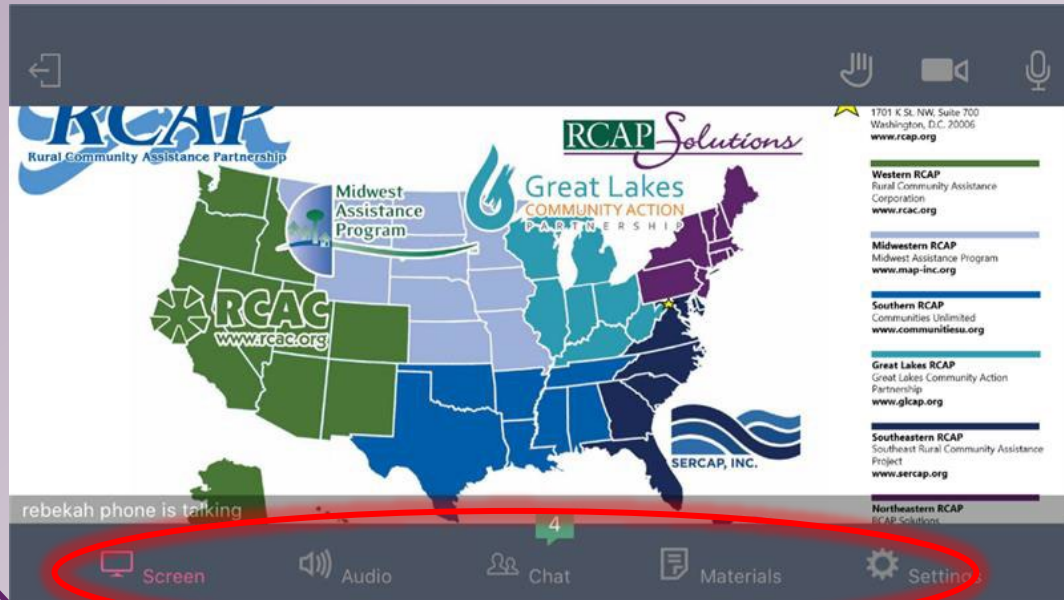 RCAP
Rural Community Assistance Partnership
RCAP Solutions
Midwest
Assistance
Program
Great Lakes
COMMUNITY ACTION
PARTNERSHIP
RCAC
www.rcac.org
SERCAP, INC.
1701 K St. NW, Suite 700
Washington, D.C. 20006
www.rcap.org
Western RCAP
Rural Community Assistance
Corporation
www.rcac.org
Midwestern RCAP
Midwest Assistance Program
www.map-inc.org
Southern RCAP
Communities Unlimited
www.communitiesu.org
Great Lakes RCAP
Great Lakes Community Action
Partnership
www.glcap.org
Southeastern RCAP
Southeast Rural Community Assistance
Project
www.sercap.org
Northeastern RCAP
RCAP Solutions
rebekah phone is talking
4
Screen
Audio
Chat
Materials
Settings